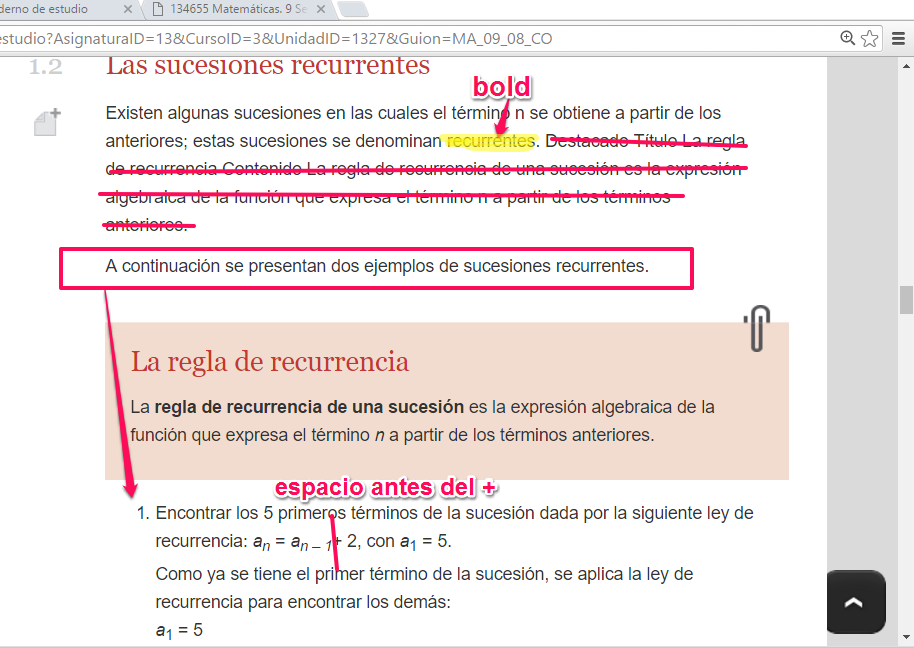 derno de estudio
134655 Matemáticas. 9 Se
estudio?AsignaturaID=13&CursoID=3&UnidadID=1327&Guion=MA_09_08_CO
1.2 Las sucesiones recurrentes
bold
Existen algunas sucesiones en las cuales el término n se obtiene a partir de los
anteriores; estas sucesiones se denominan recurrentes. Destacado Título La regla
de recurrencia Contenido La regla de recurrencia de una sucesión es la expresión
algebraica de la función que expresa el término n a partir de los términos
anteriores.
A continuación se presentan dos ejemplos de sucesiones recurrentes.
La regla de recurrencia
La regla de recurrencia de una sucesión es la expresión algebraica de la
función que expresa el término n a partir de los términos anteriores.
espacio antes del +
1. Encontrar los 5 primeros términos de la sucesión dada por la siguiente ley de
recurrencia: aₙ = aₙ ₋ ₁+ 2, con a₁ = 5.
Como ya se tiene el primer término de la sucesión, se aplica la ley de
recurrencia para encontrar los demás:
a₁ = 5